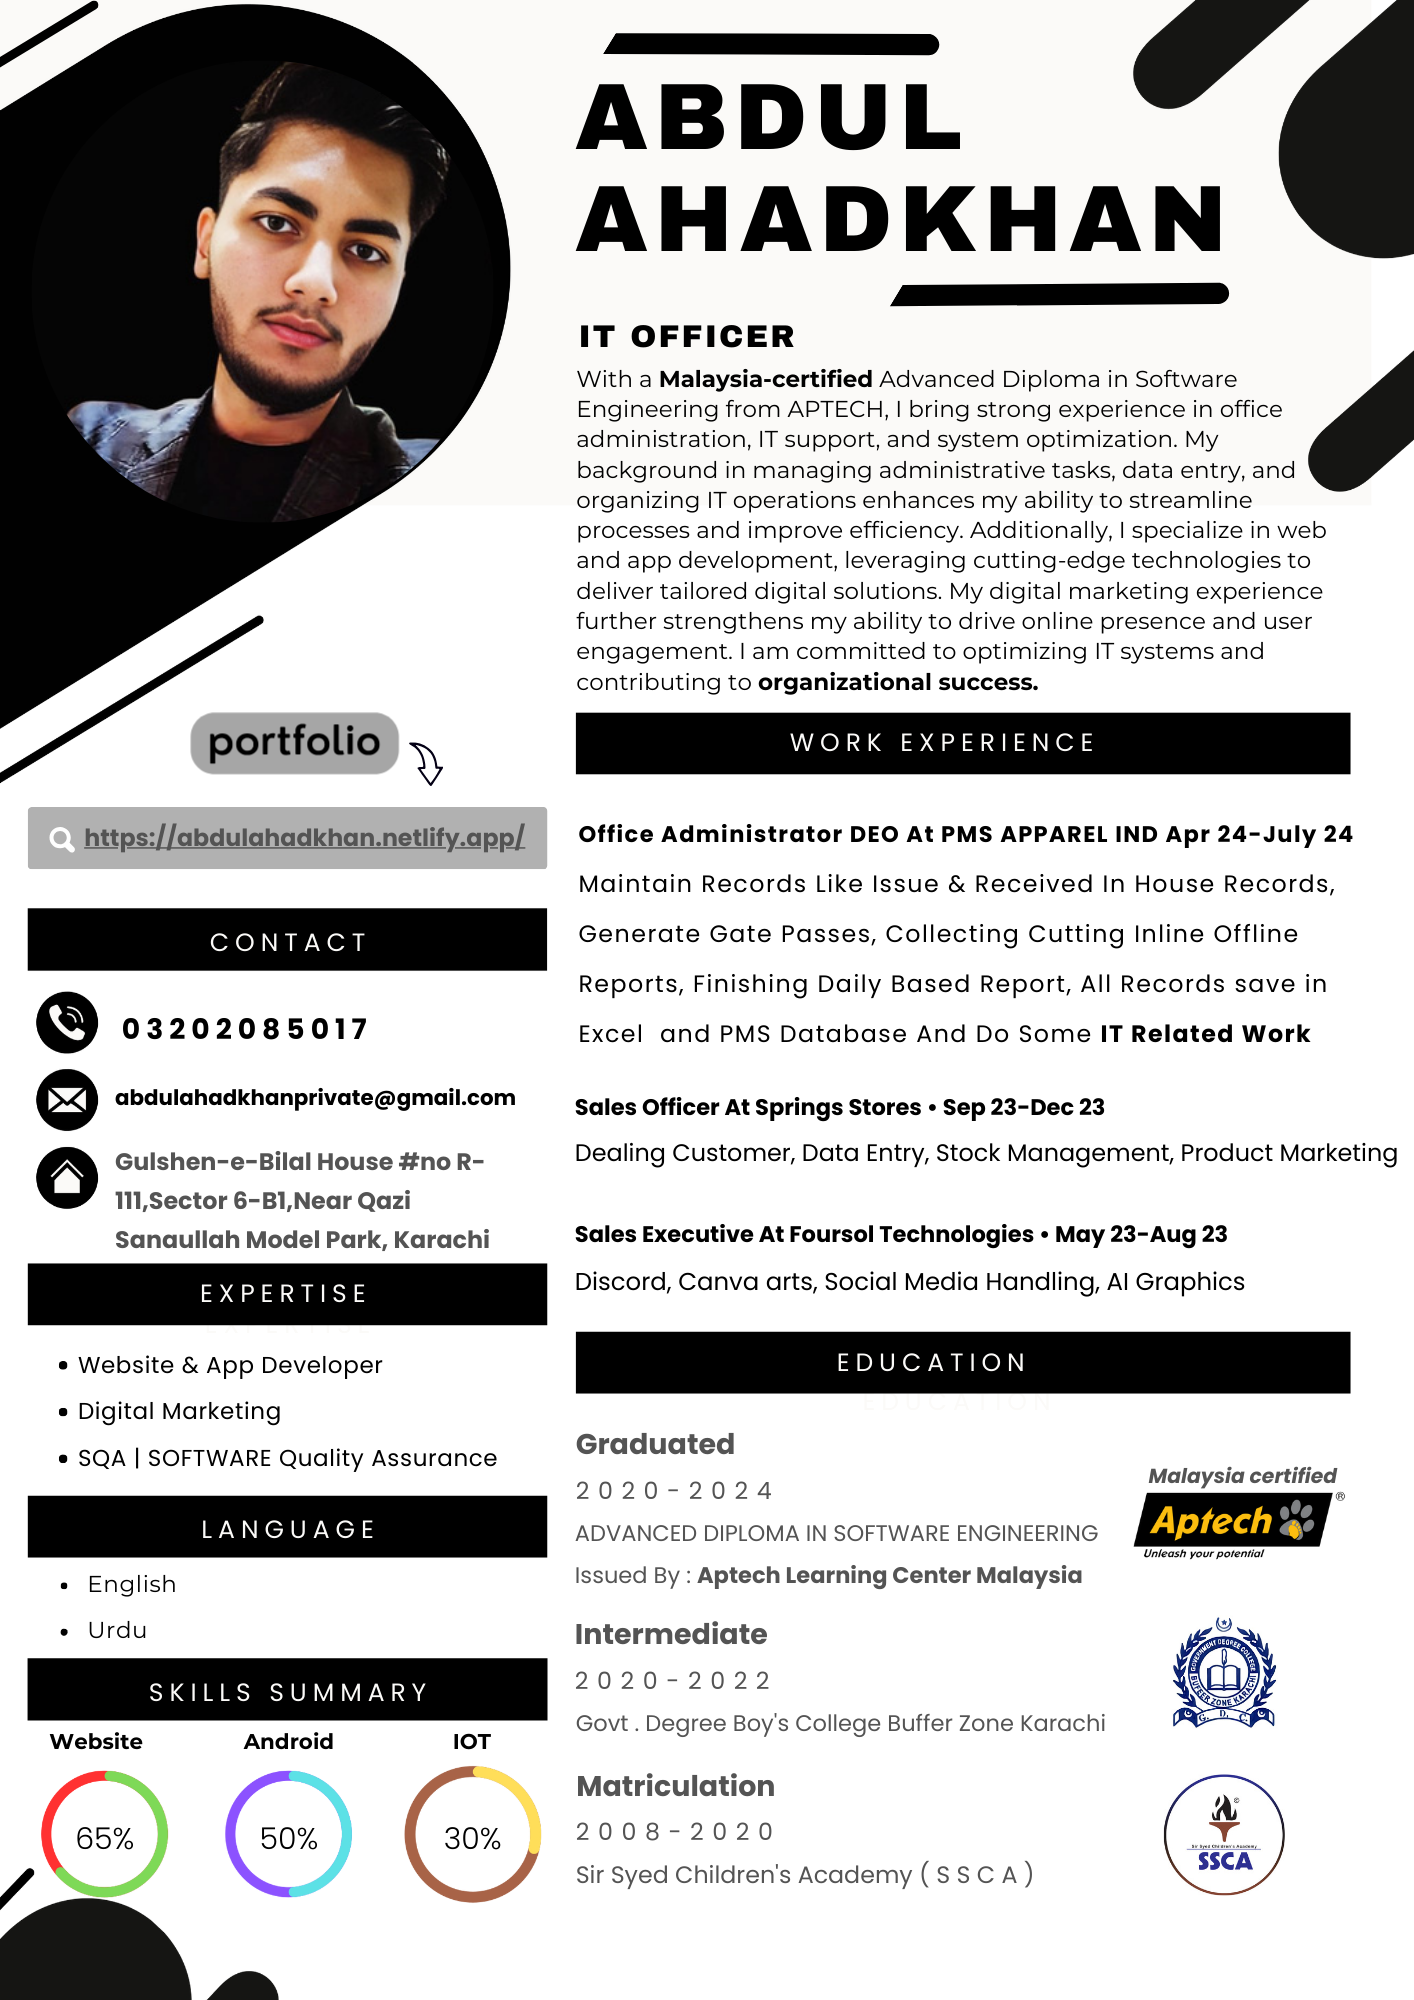 ABDUL
AHADKHAN
IT OFFICER
With a Malaysia-certified Advanced Diploma in Software
Engineering from APTECH, I bring strong experience in office
administration, IT support, and system optimization. My
background in managing administrative tasks, data entry, and
organizing IT operations enhances my ability to streamline
processes and improve efficiency. Additionally, I specialize in web
and app development, leveraging cutting-edge technologies to
deliver tailored digital solutions. My digital marketing experience
further strengthens my ability to drive online presence and user
engagement. I am committed to optimizing IT systems and
contributing to organizational success.
portfolio
https://abdulahadkhan.netlify.app/
CONTACT
03202085017
abdulahadkhanprivate@gmail.com
Gulshen-e-Bilal House #no R-
111,Sector 6-B1,Near Qazi
Sanaullah Model Park, Karachi
EXPERTISE
• Website & App Developer
• Digital Marketing
• SQA | SOFTWARE Quality Assurance
LANGUAGE
• English
• Urdu
SKILLS SUMMARY
Website Android IOT
65% 50% 30%
WORK EXPERIENCE
Office Administrator DEO At PMS APPAREL IND Apr 24-July 24
Maintain Records Like Issue & Received In House Records,
Generate Gate Passes, Collecting Cutting Inline Offline
Reports, Finishing Daily Based Report, All Records save in
Excel and PMS Database And Do Some IT Related Work
Sales Officer At Springs Stores • Sep 23-Dec 23
Dealing Customer, Data Entry, Stock Management, Product Marketing
Sales Executive At Foursol Technologies • May 23-Aug 23
Discord, Canva arts, Social Media Handling, AI Graphics
EDUCATION
EDUCATION
Graduated
2020-2024
ADVANCED DIPLOMA IN SOFTWARE ENGINEERING
Issued By : Aptech Learning Center Malaysia
Malaysia certified
Aptech ®
Unleash your potential
Intermediate
2020-2022
Govt . Degree Boy's College Buffer Zone Karachi
GOVERNMENT DEGREE COLLEGE
BUFFER ZONE KARACHI
G. D. C.
Matriculation
2008-2020
Sir Syed Children's Academy ( S S C A )
©
Sir Syed Children's Academy
SSCA